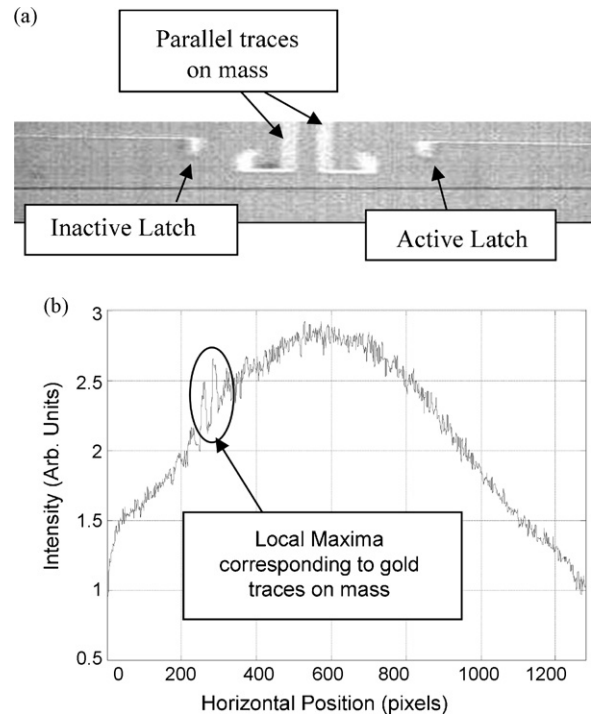 (a)
Parallel traces
on mass
Inactive Latch
Active Latch
(b)
3
2.5
2
1.5
1
0.5
Intensity (Arb. Units)
Local Maxima
corresponding to gold
traces on mass
0 200 400 600 800 1000 1200
Horizontal Position (pixels)